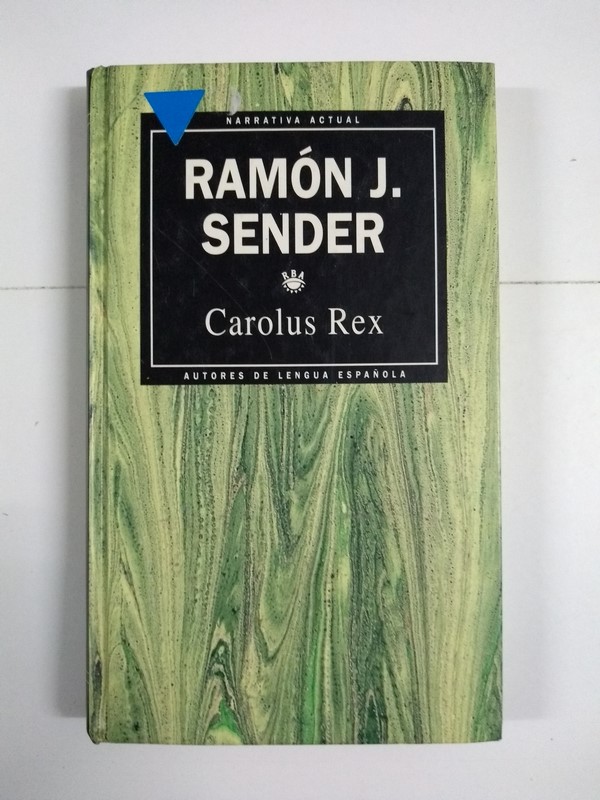 NARRATIVA ACTUAL
RAMÓN J.
SENDER
RBA
Carolus Rex
AUTORES DE LENGUA ESPAÑOLA